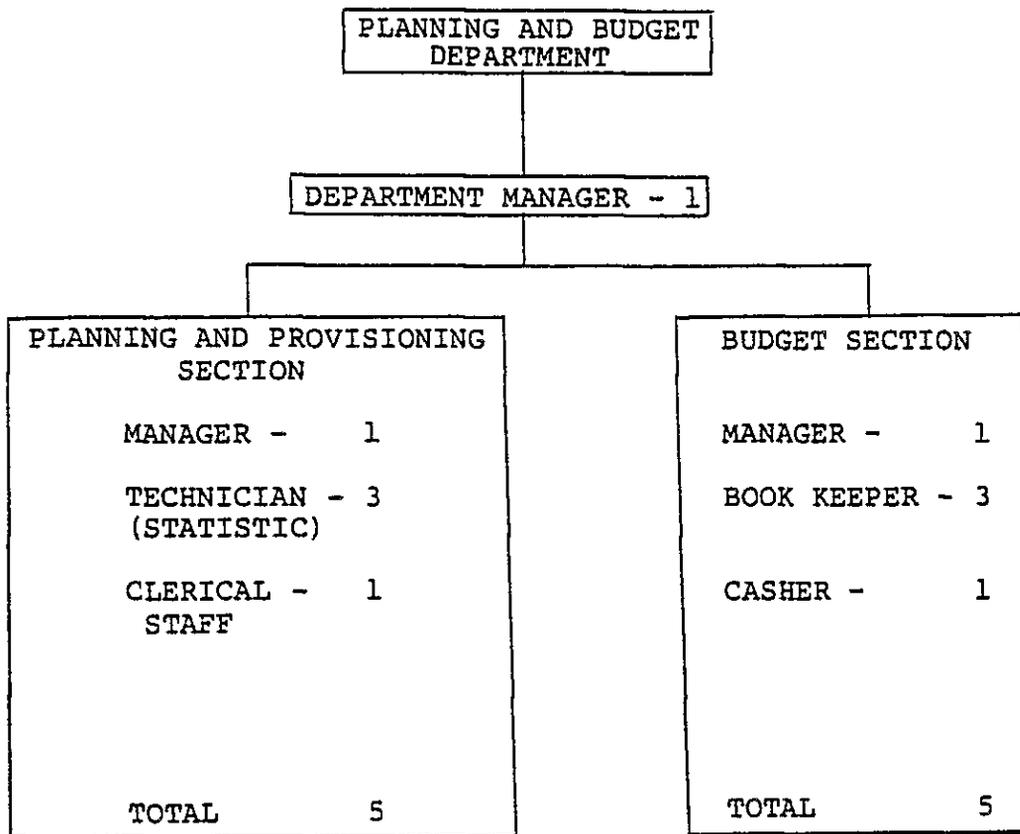 PLANNING AND BUDGET
DEPARTMENT
DEPARTMENT MANAGER - 1
PLANNING AND PROVISIONING
SECTION
MANAGER - 1
TECHNICIAN - 3
(STATISTIC)
CLERICAL - 1
STAFF
TOTAL 5
BUDGET SECTION
MANAGER - 1
BOOK KEEPER - 3
CASHER - 1
TOTAL 5